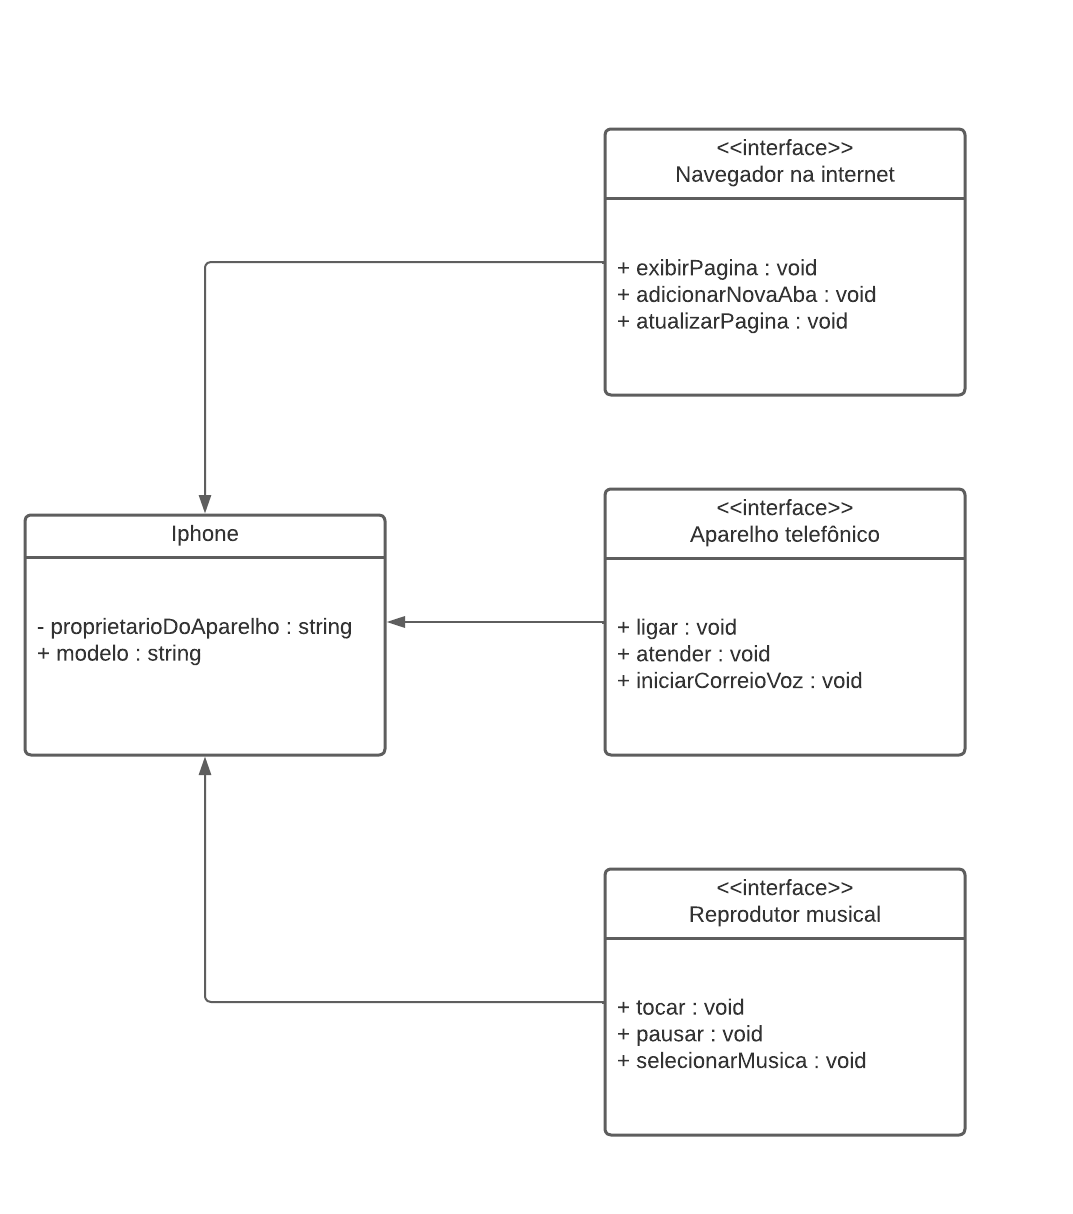 <<interface>>
Navegador na internet
+ exibirPagina : void
+ adicionarNovaAba : void
+ atualizarPagina : void
Iphone
- proprietarioDoAparelho : string
+ modelo : string
<<interface>>
Aparelho telefônico
+ ligar : void
+ atender : void
+ iniciarCorreioVoz : void
<<interface>>
Reprodutor musical
+ tocar : void
+ pausar : void
+ selecionarMusica : void